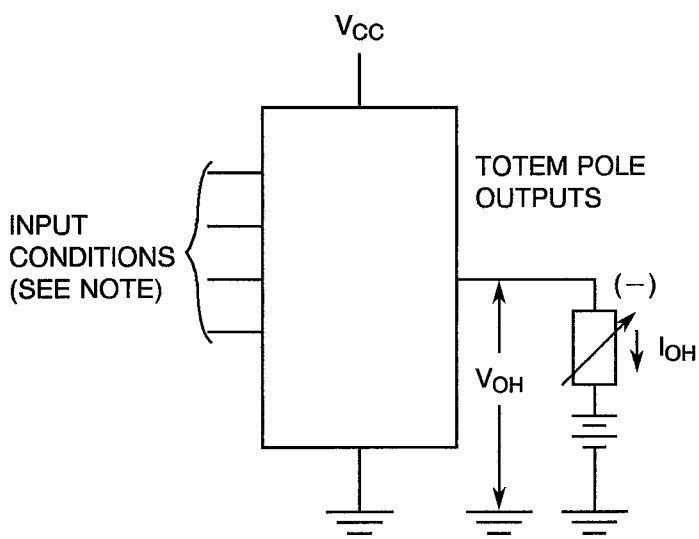 VCC
TOTEM POLE
OUTPUTS
INPUT
CONDITIONS
(SEE NOTE)
(−)
IOH
VOH